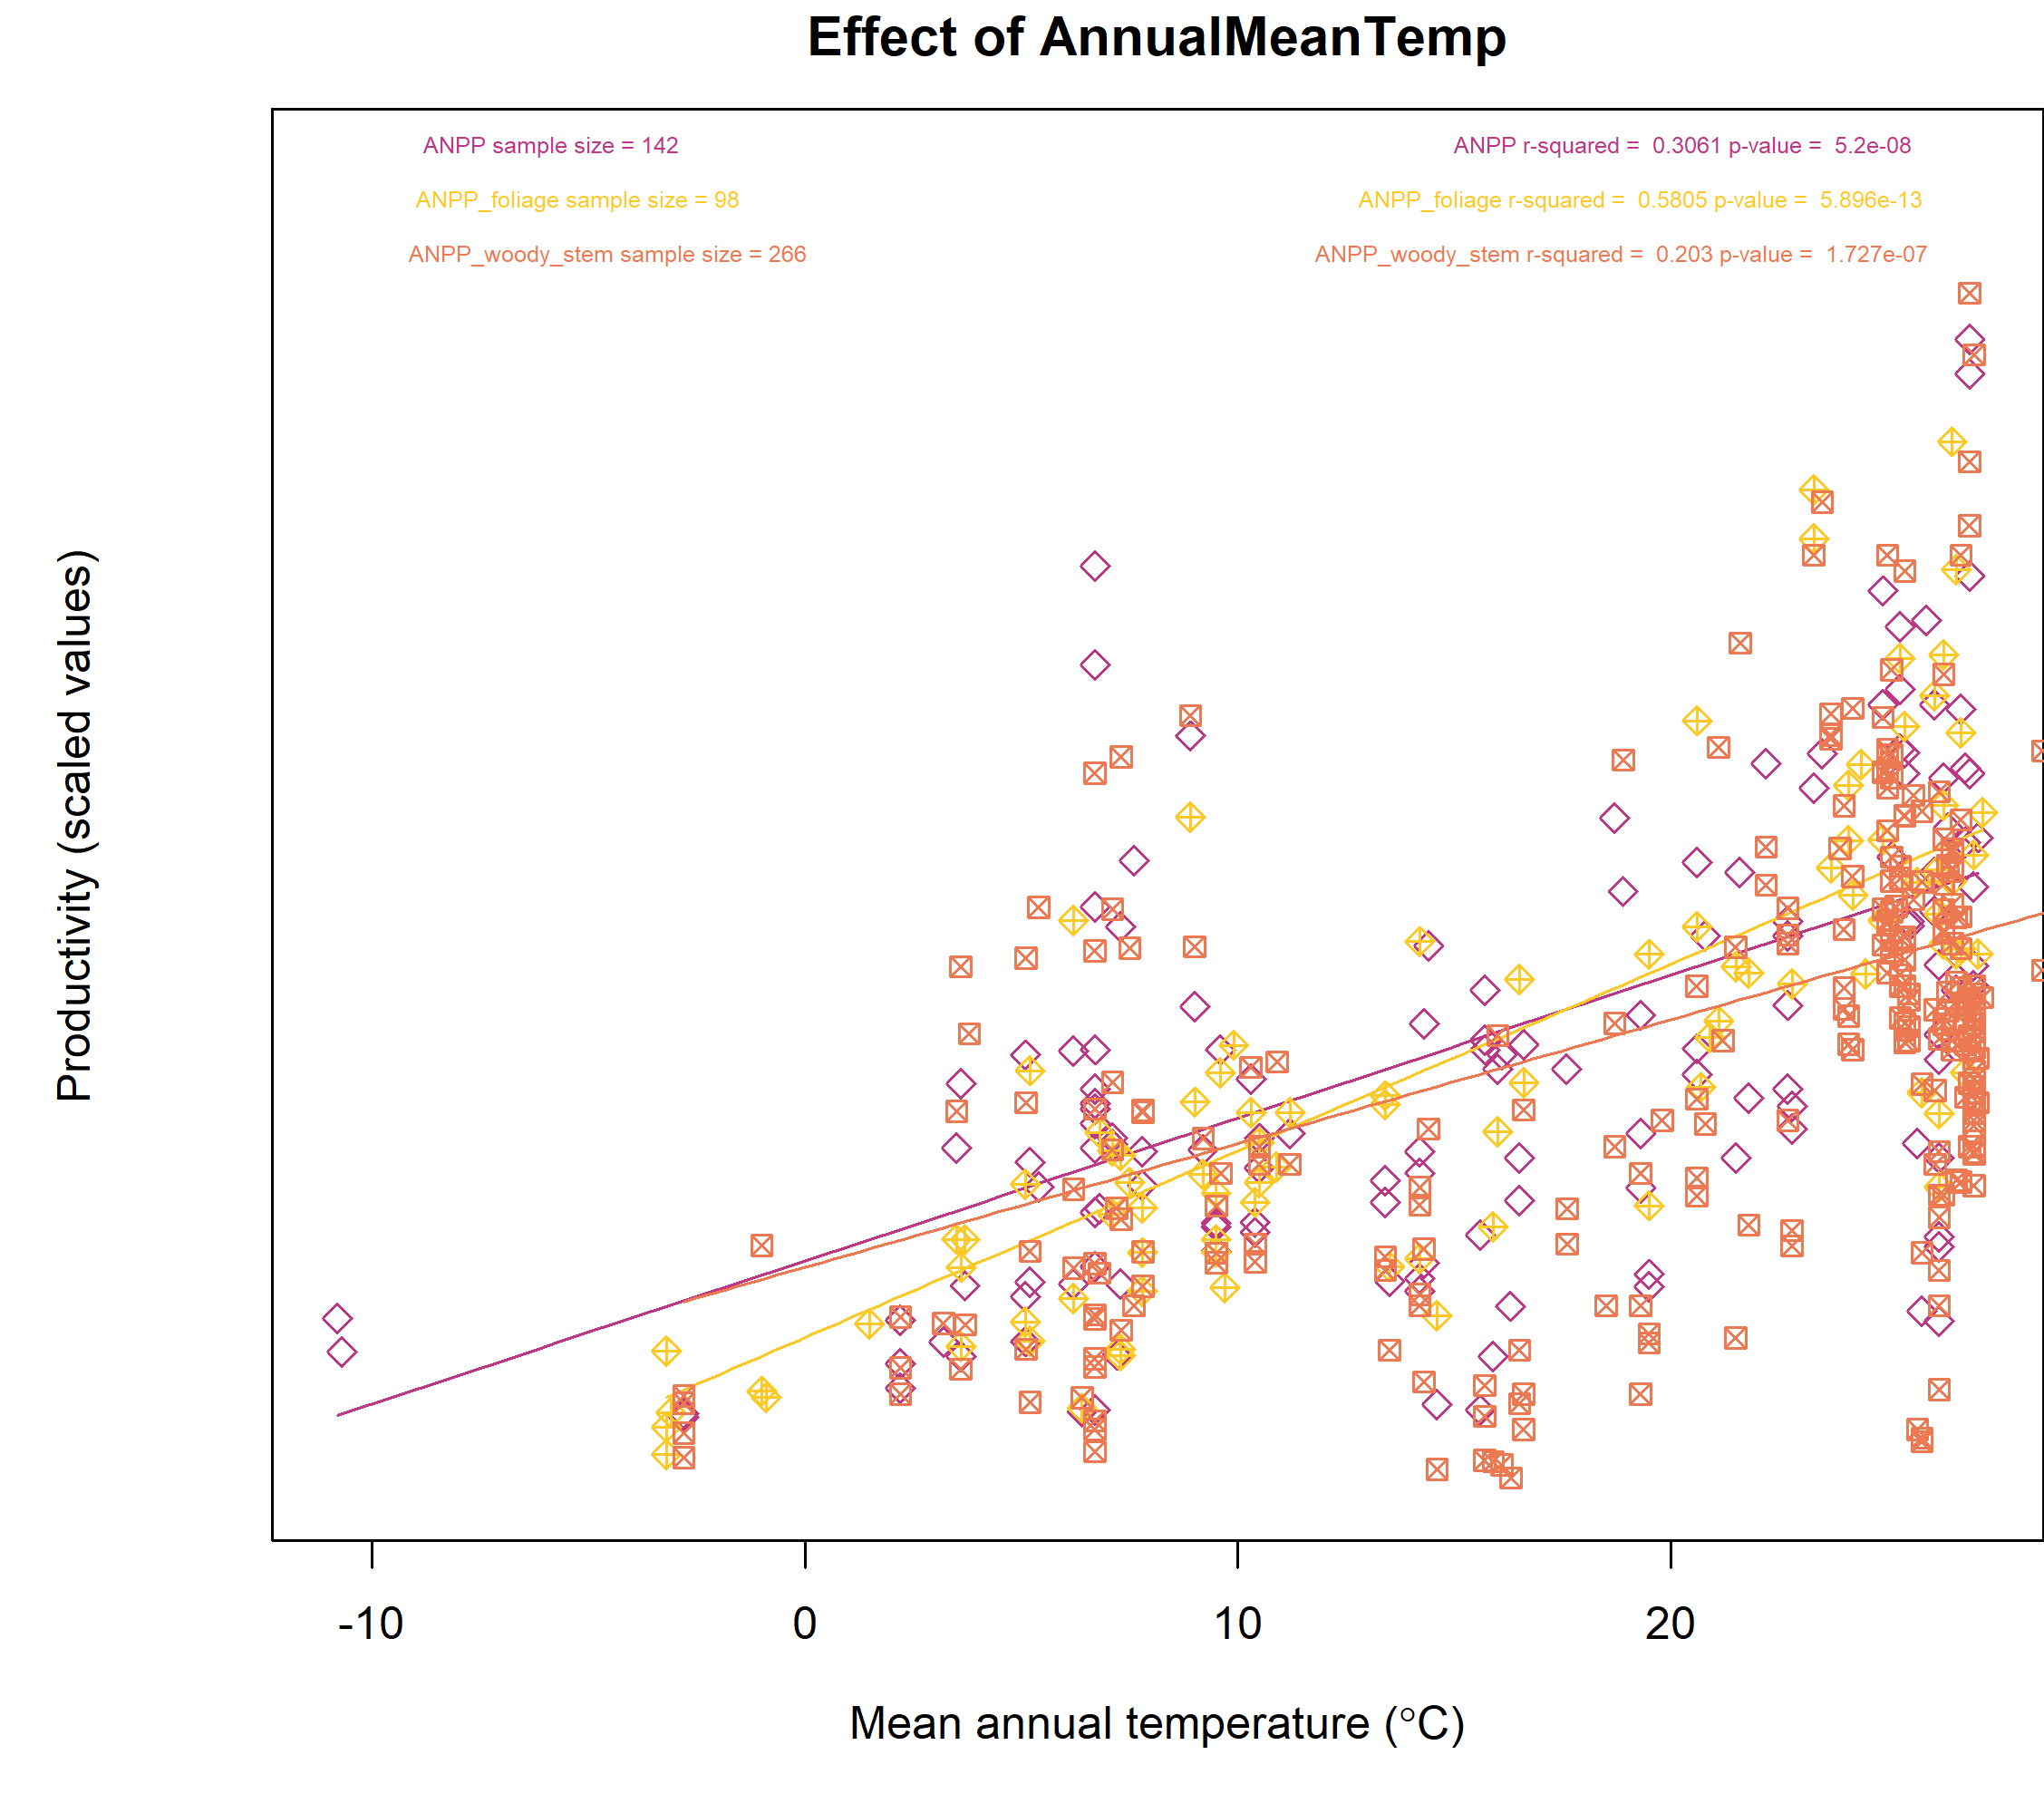 Effect of AnnualMeanTemp
ANPP sample size = 142
ANPP r-squared =  0.3061 p-value =  5.2e-08
ANPP_foliage sample size = 98
ANPP_foliage r-squared =  0.5805 p-value =  5.896e-13
ANPP_woody_stem sample size = 266
ANPP_woody_stem r-squared =  0.203 p-value =  1.727e-07
Productivity (scaled values)
-10
0
10
20
Mean annual temperature (°C)